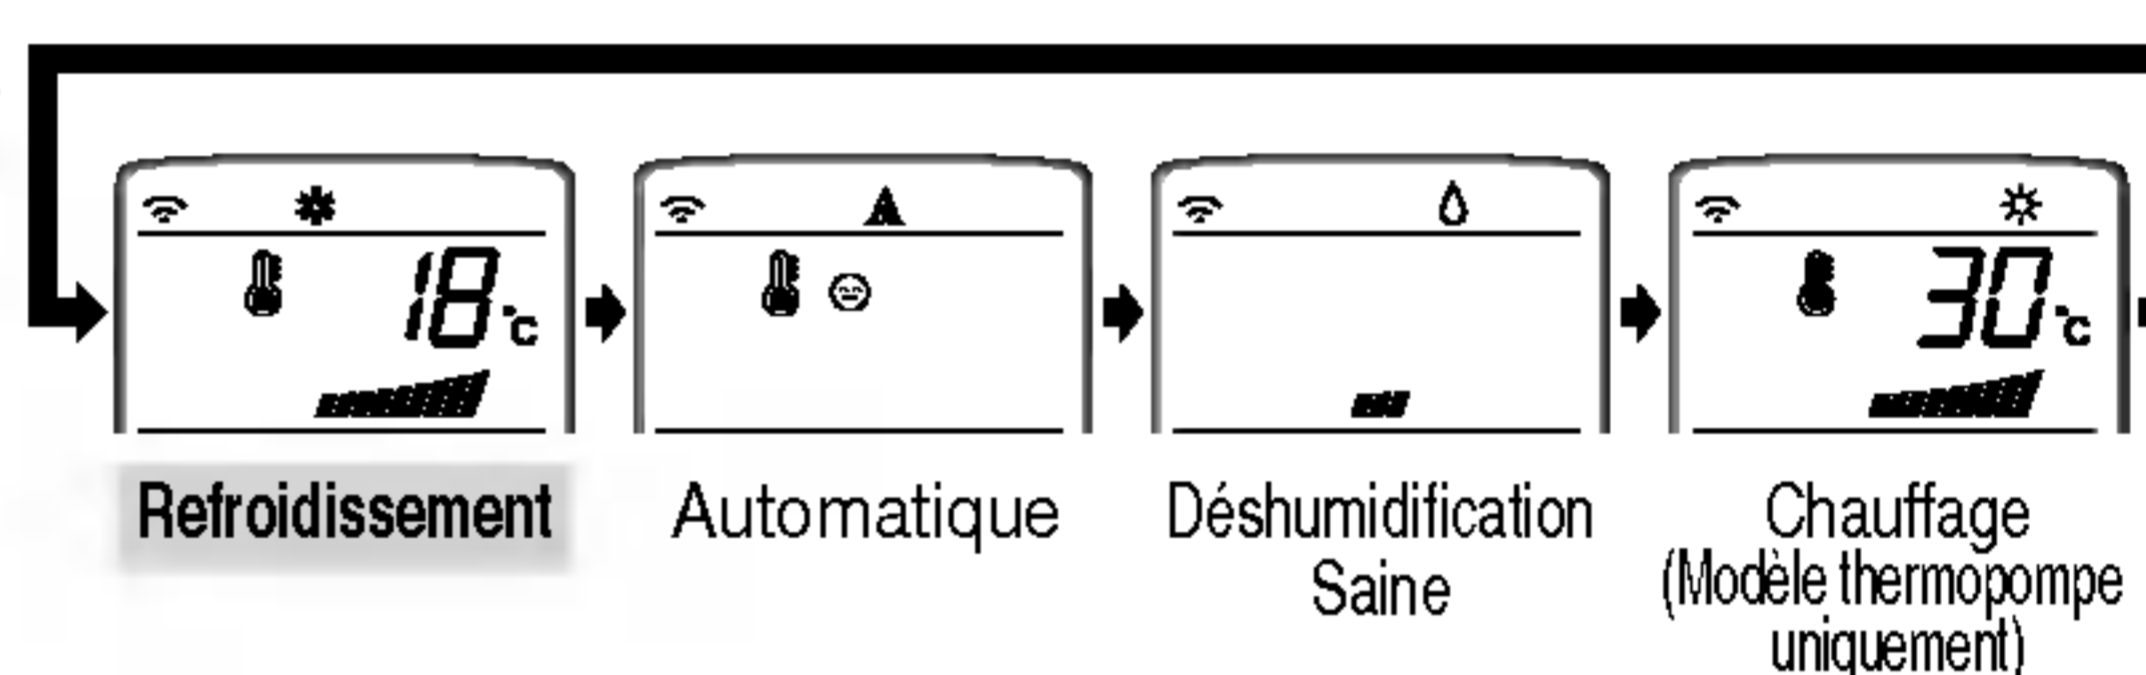 18°C
30°C
Refroidissement
Automatique
Déshumidification
Saine
Chauffage
(Modèle thermopompe
uniquement)